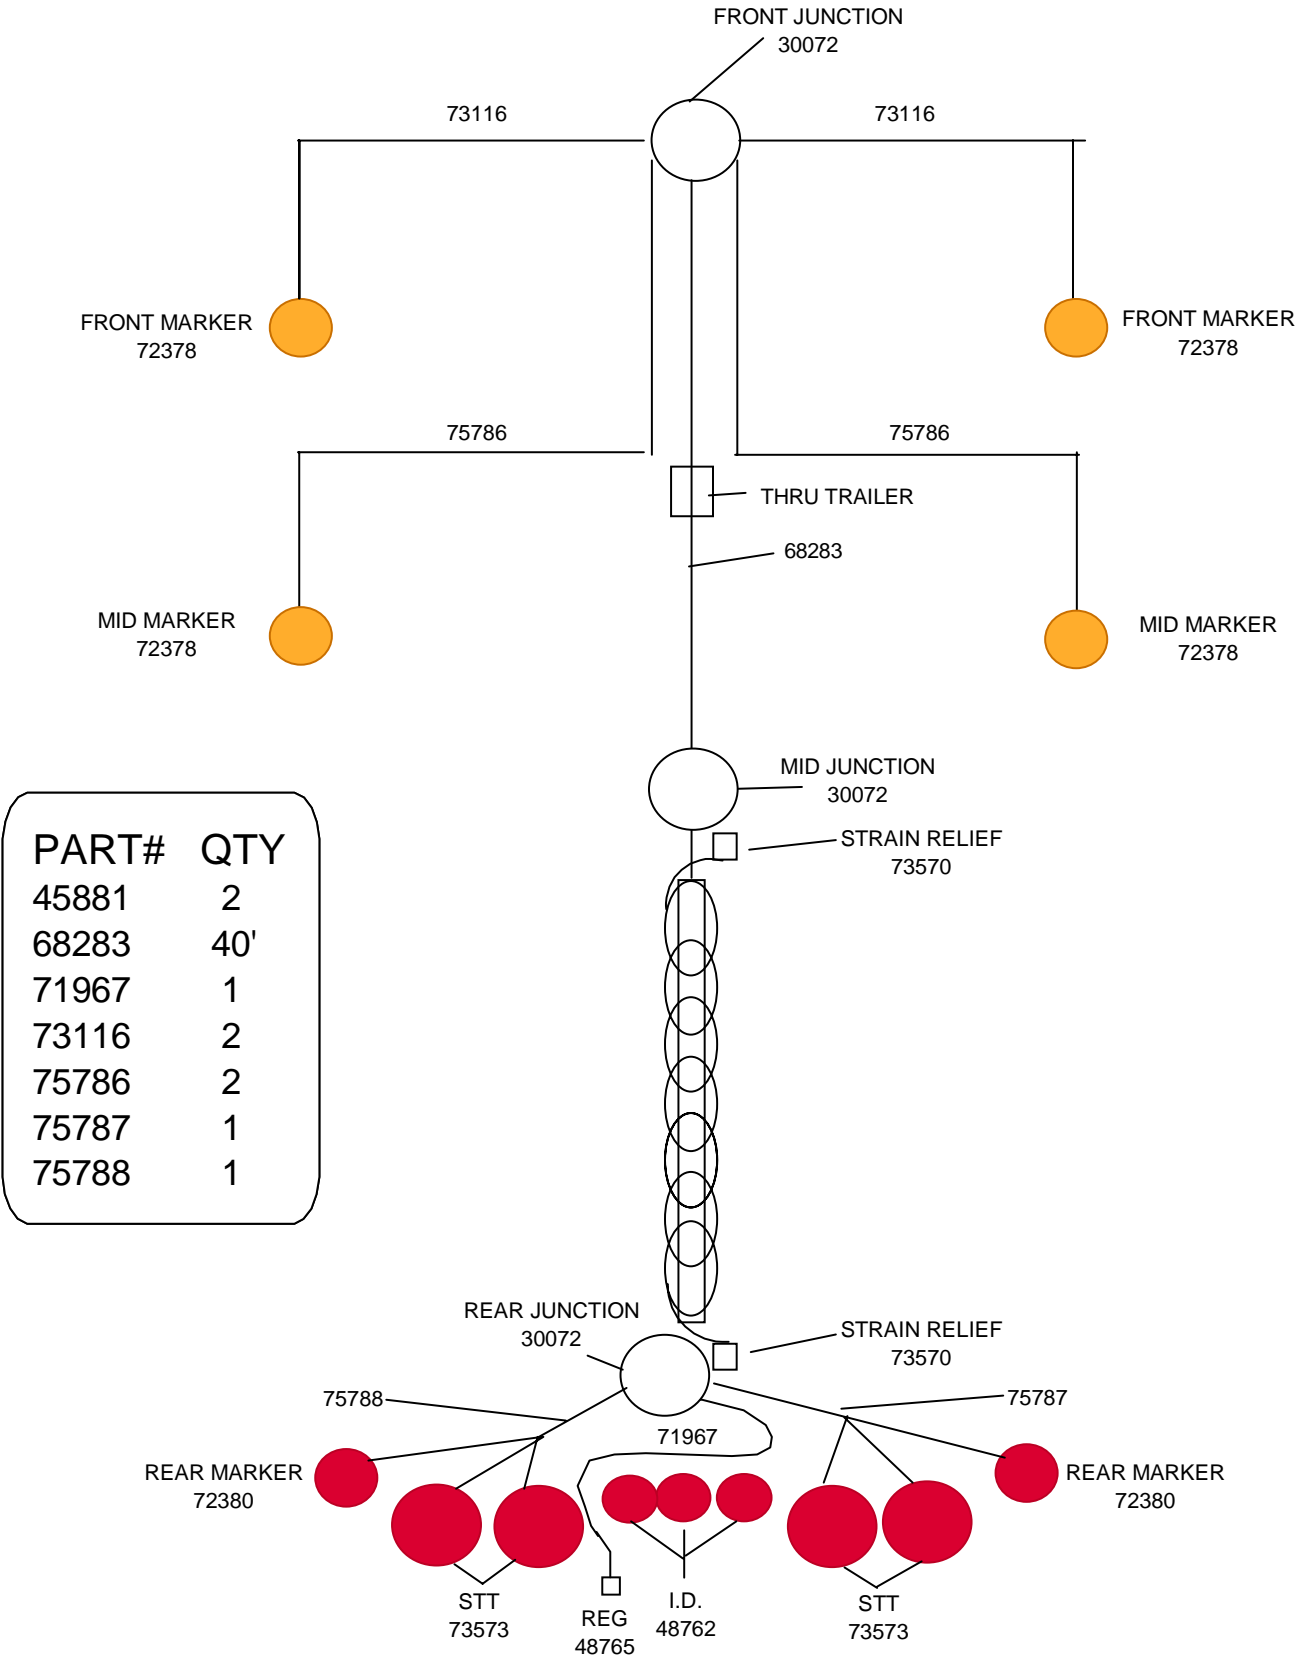 FRONT JUNCTION
30072
73116
73116
FRONT MARKER
72378
FRONT MARKER
72378
75786
75786
THRU TRAILER
68283
MID MARKER
72378
MID MARKER
72378
MID JUNCTION
30072
STRAIN RELIEF
73570
PART# QTY
45881 2
68283 40'
71967 1
73116 2
75786 2
75787 1
75788 1
REAR JUNCTION
30072
STRAIN RELIEF
73570
75788
75787
71967
REAR MARKER
72380
REAR MARKER
72380
STT
73573
REG
48765
I.D.
48762
STT
73573